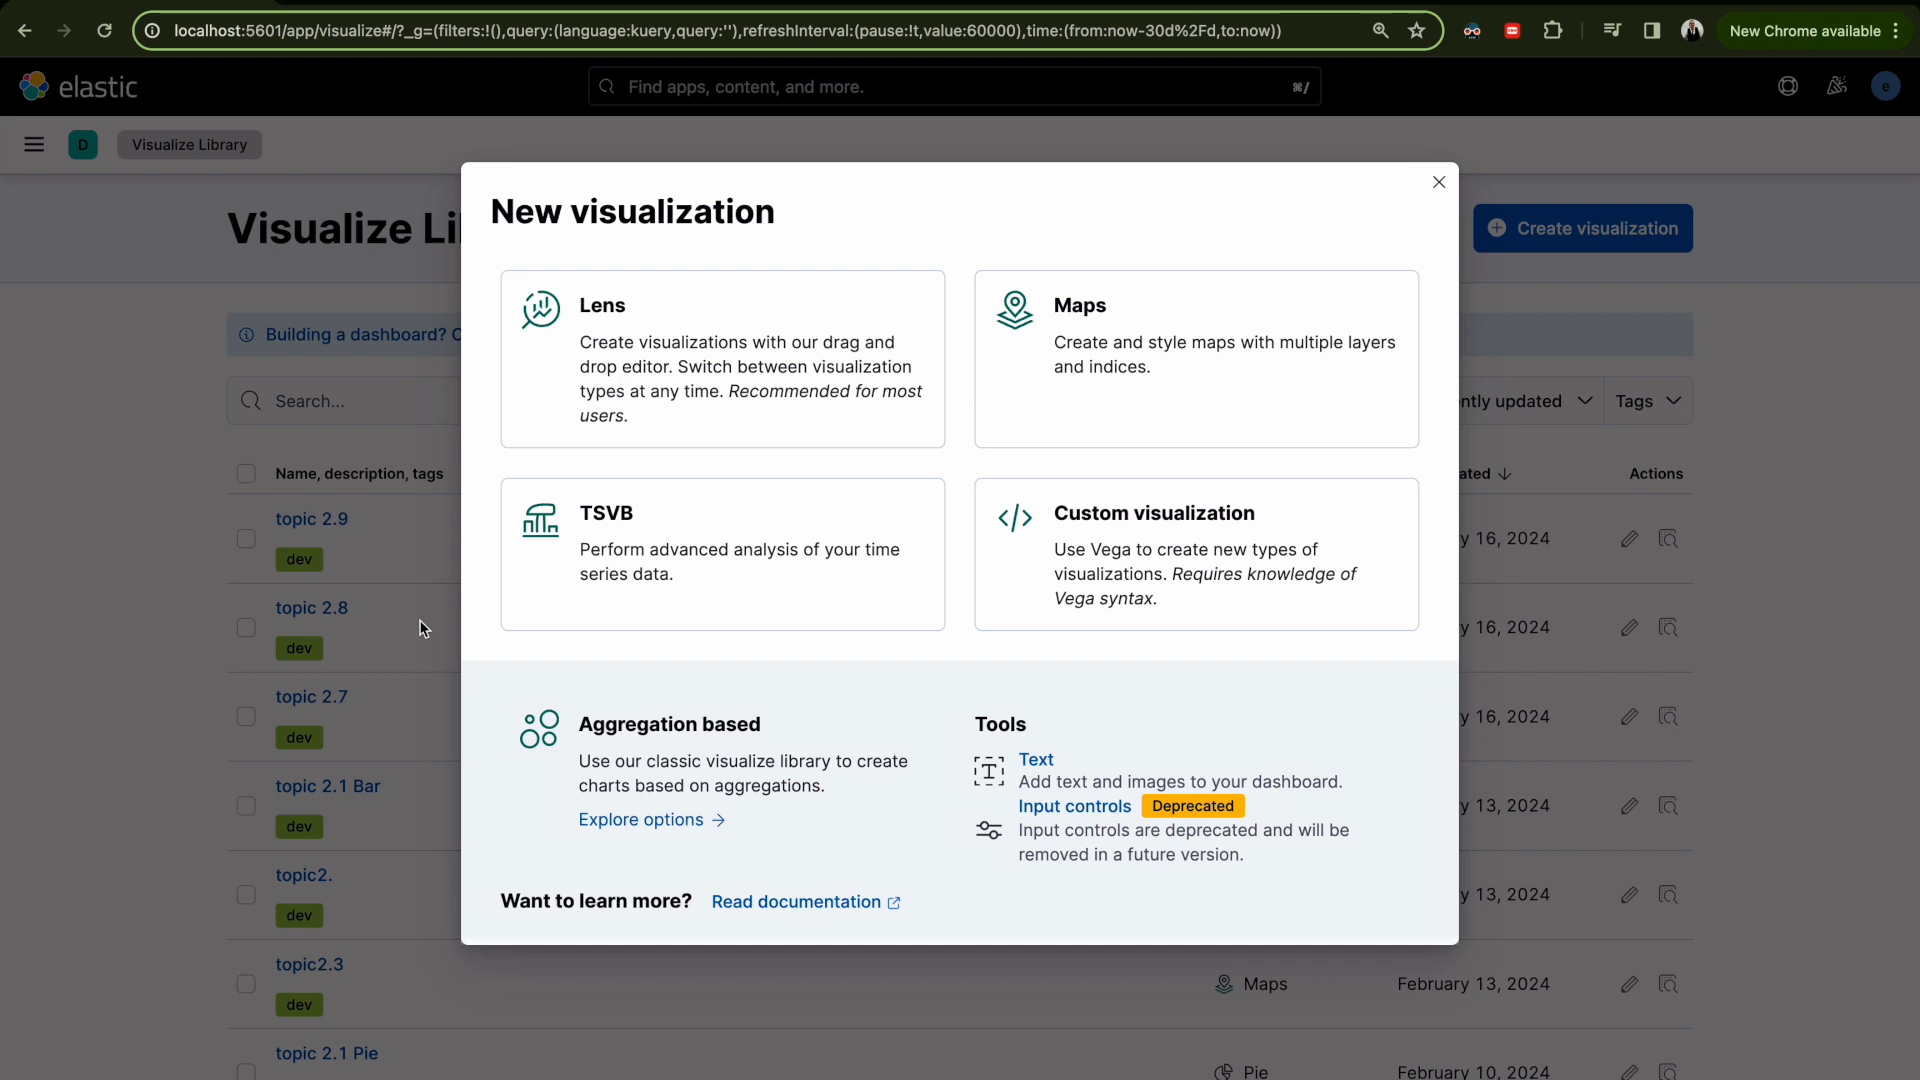 localhost:5601/app/visualize#/?_g=(filters:!(),query:(language:kuery,query:''),refreshInterval:(pause:!t,value:60000),time:(from:now-30d%2Fd,to:now))
New Chrome available
elastic
Find apps, content, and more.
⌘/
e
D
Visualize Library
Visualize Li
Create visualization
New visualization
Lens
Create visualizations with our drag and
drop editor. Switch between visualization
types at any time. Recommended for most
users.
Maps
Create and style maps with multiple layers
and indices.
TSVB
Perform advanced analysis of your time
series data.
Custom visualization
Use Vega to create new types of
visualizations. Requires knowledge of
Vega syntax.
Aggregation based
Use our classic visualize library to create
charts based on aggregations.
Explore options
Tools
Text
Add text and images to your dashboard.
Input controls Deprecated
Input controls are deprecated and will be
removed in a future version.
Want to learn more? Read documentation
Building a dashboard? C
Search...
ntly updated
Tags
Name, description, tags
ated
Actions
topic 2.9
dev
y 16, 2024
topic 2.8
dev
y 16, 2024
topic 2.7
dev
y 16, 2024
topic 2.1 Bar
dev
y 13, 2024
topic2.
dev
y 13, 2024
topic2.3
dev
Maps
February 13, 2024
topic 2.1 Pie
Pie
February 10, 2024